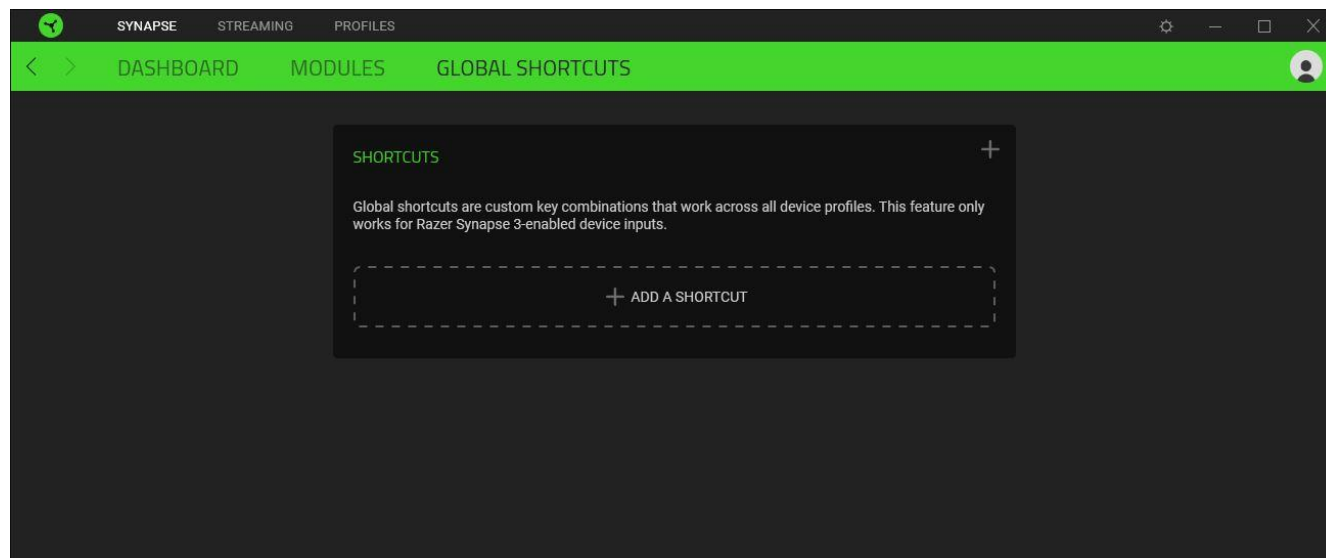 SYNAPSE STREAMING PROFILES
DASHBOARD MODULES GLOBAL SHORTCUTS
SHORTCUTS
Global shortcuts are custom key combinations that work across all device profiles. This feature only
works for Razer Synapse 3-enabled device inputs.
ADD A SHORTCUT